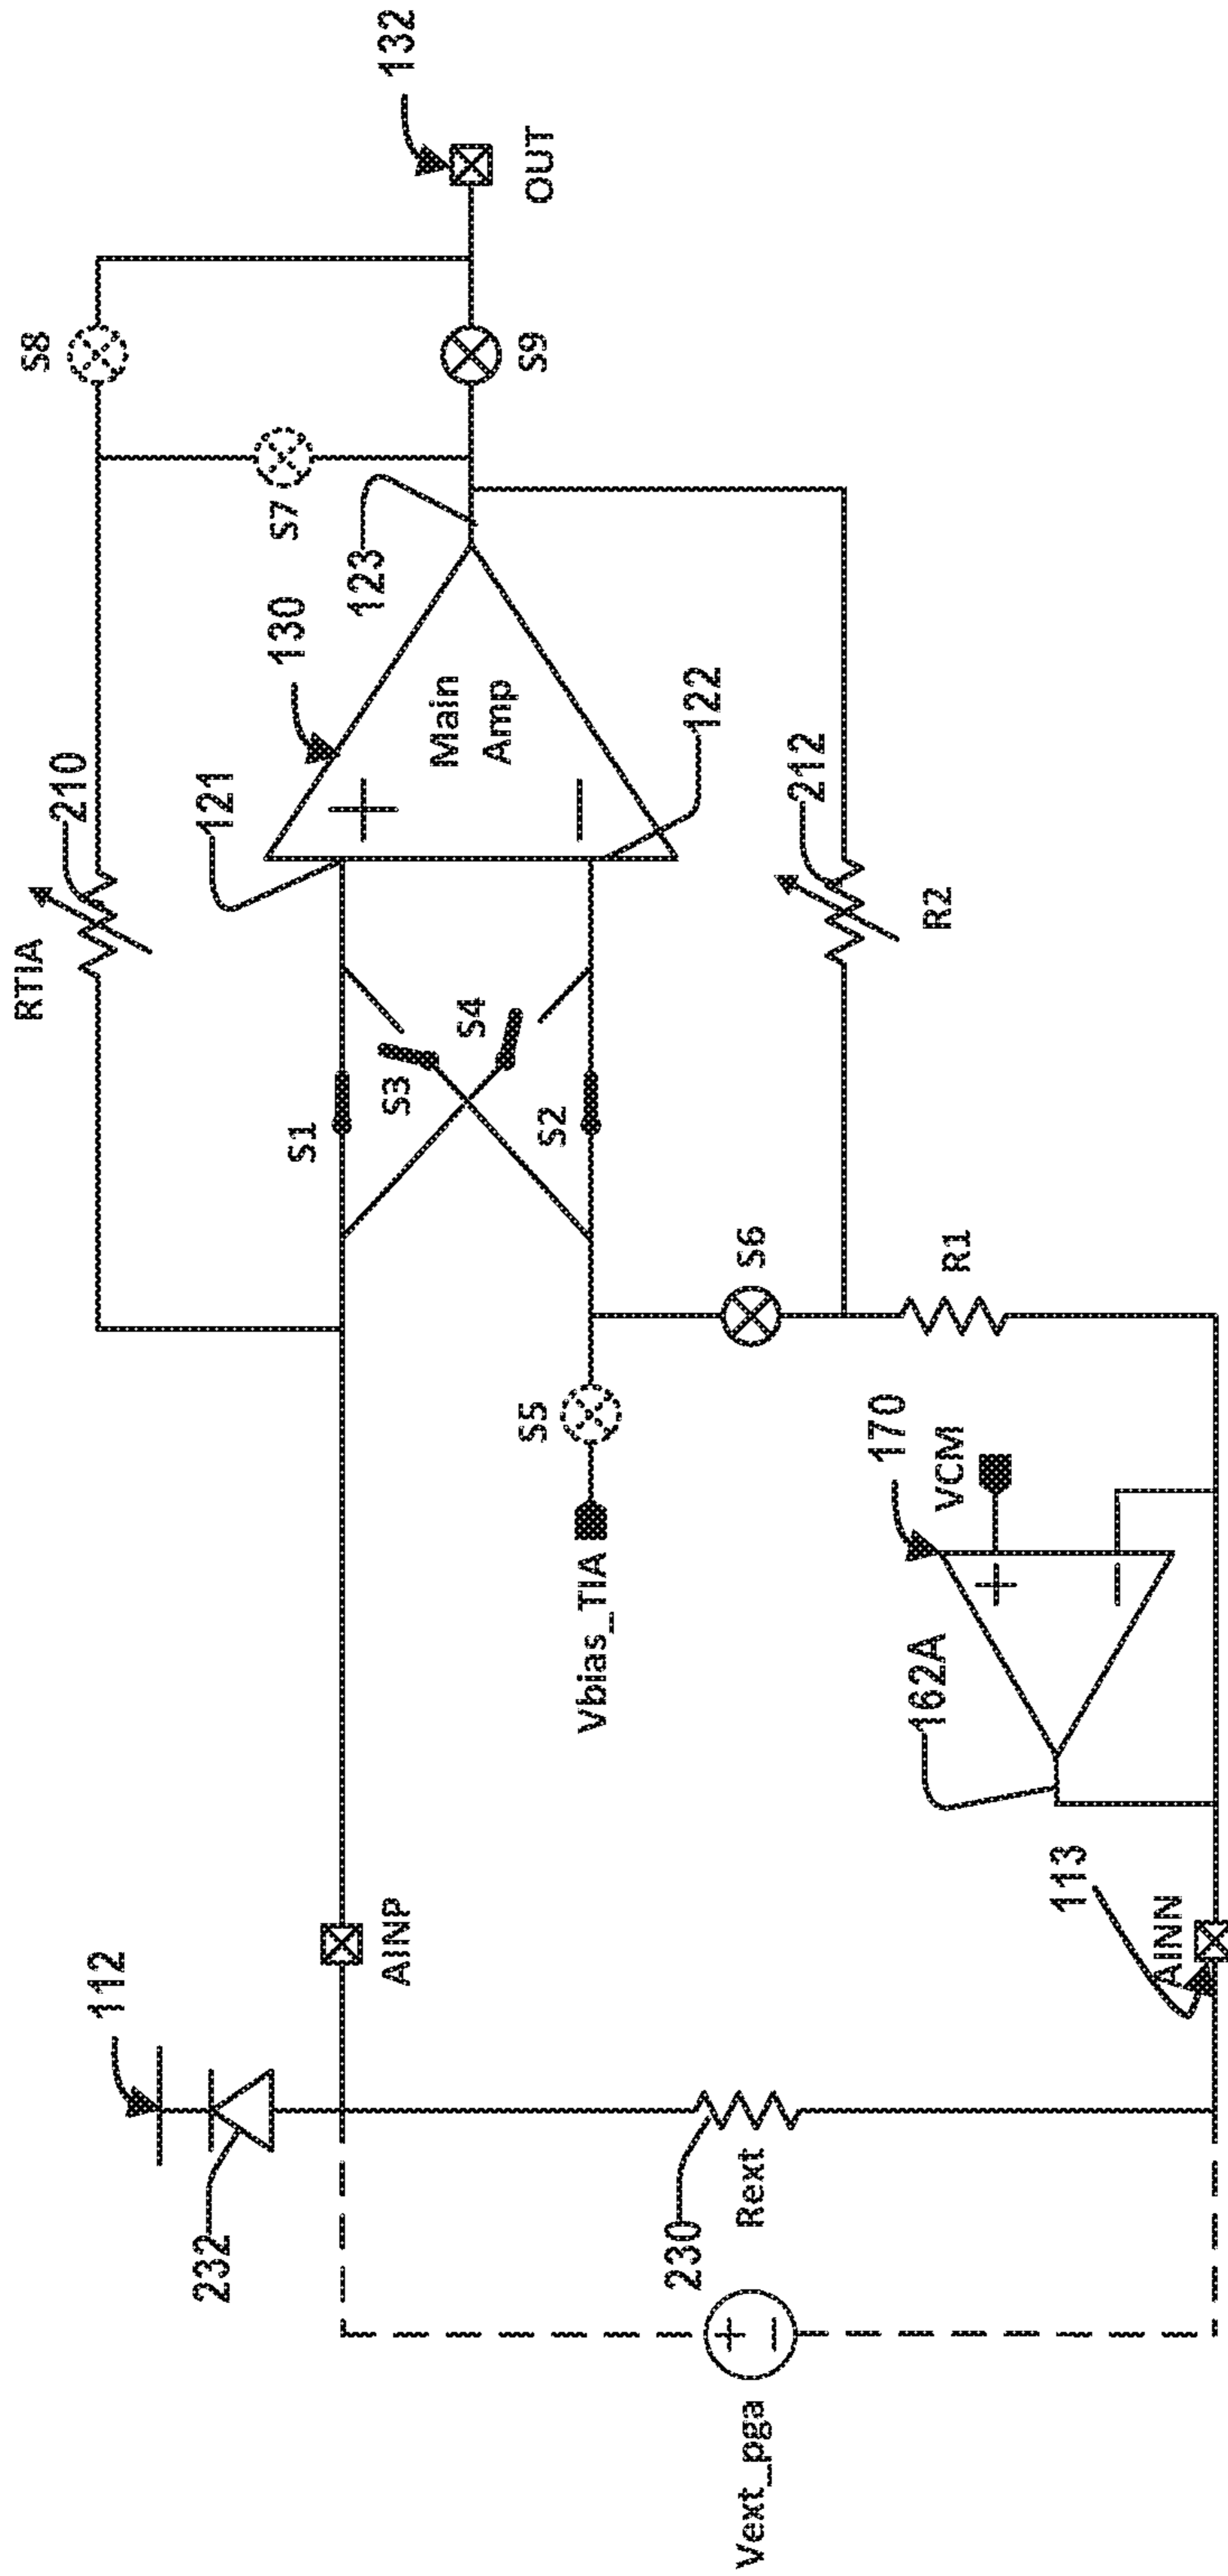 RTIA
210
S8
132
OUT
S7
S9
130
123
121
Main
Amp
122
S1
S3
S4
S2
212
R2
S5
S6
R1
Vbias_TIA
170
VCM
162A
112
232
AINP
113
AINN
230
Rext
Vext_pga